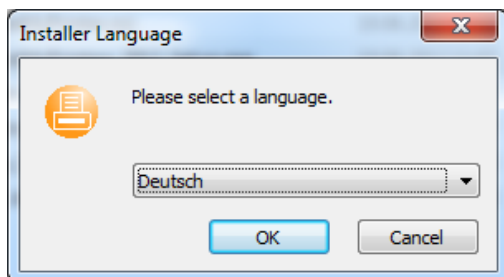 Installer Language
Please select a language.
Deutsch
OK
Cancel